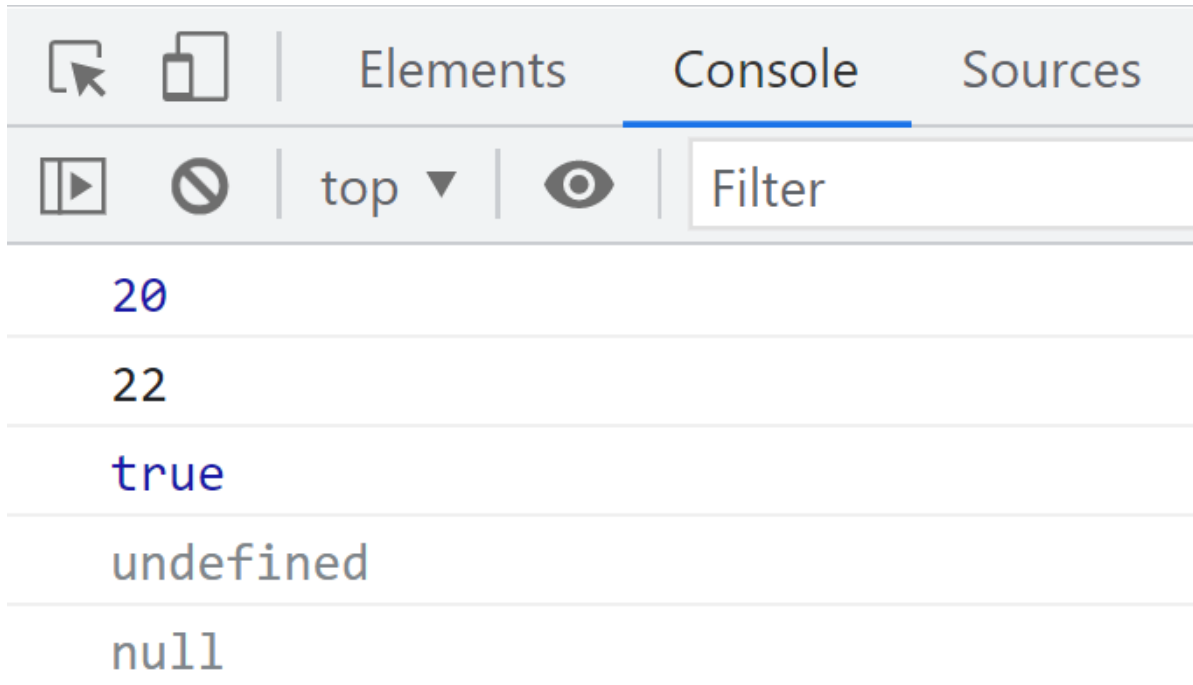 Elements Console Sources
top ▼ Filter
20
22
true
undefined
null